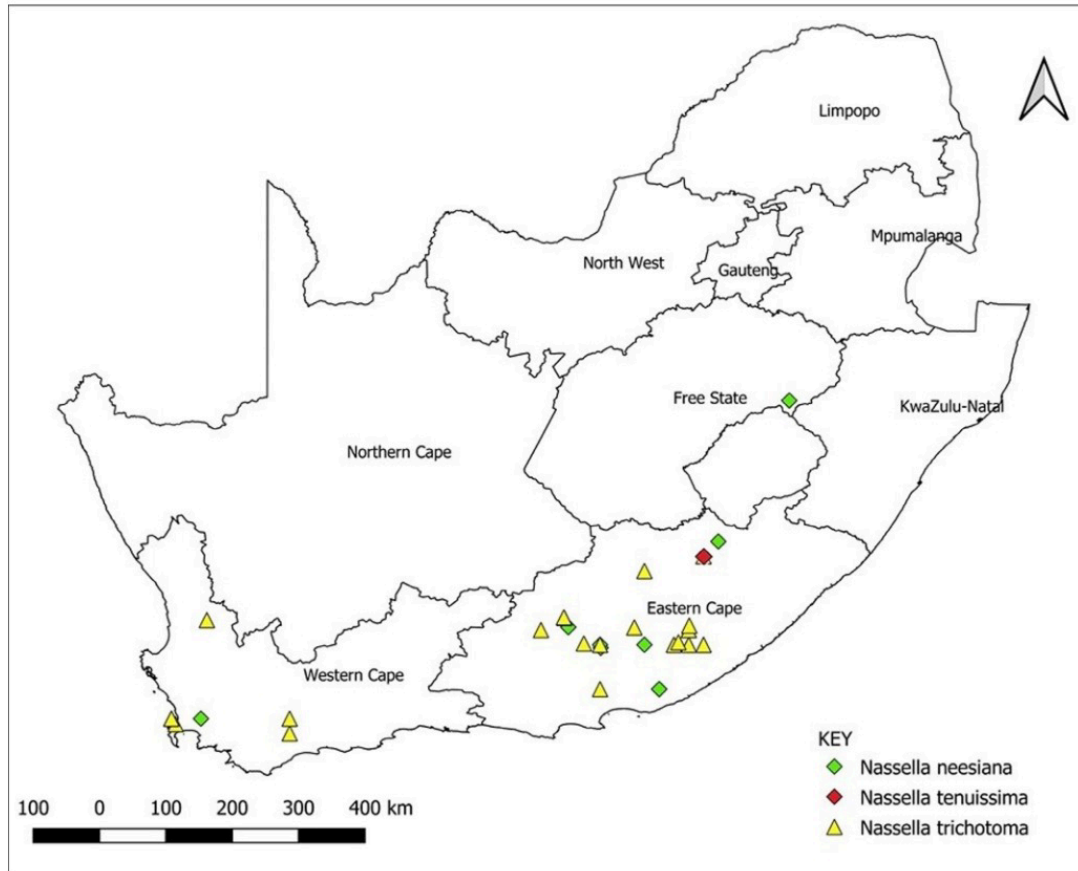 Limpopo
Mpumalanga
North West
Gauteng
Free State
KwaZulu-Natal
Northern Cape
Eastern Cape
Western Cape
KEY
Nassella neesiana
Nassella tenuissima
Nassella trichotoma
100 0 100 200 300 400 km